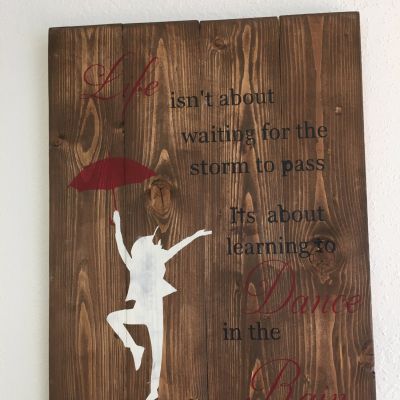 Life
isn't about
waiting for the
storm to pass
Its about
learning to
Dance
in the
Rain